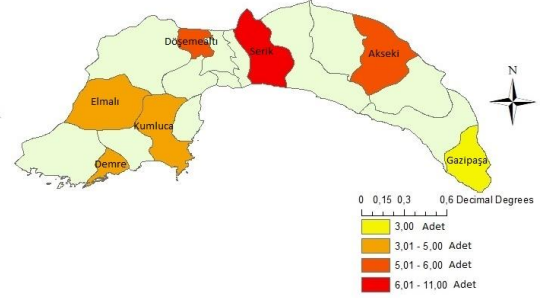 Döşemealtı
Serik
Akseki
Elmalı
Kumluca
Demre
Gazipaşa
N
0 0,15 0,3 0,6 Decimal Degrees
3,00 Adet
3,01 - 5,00 Adet
5,01 - 6,00 Adet
6,01 - 11,00 Adet